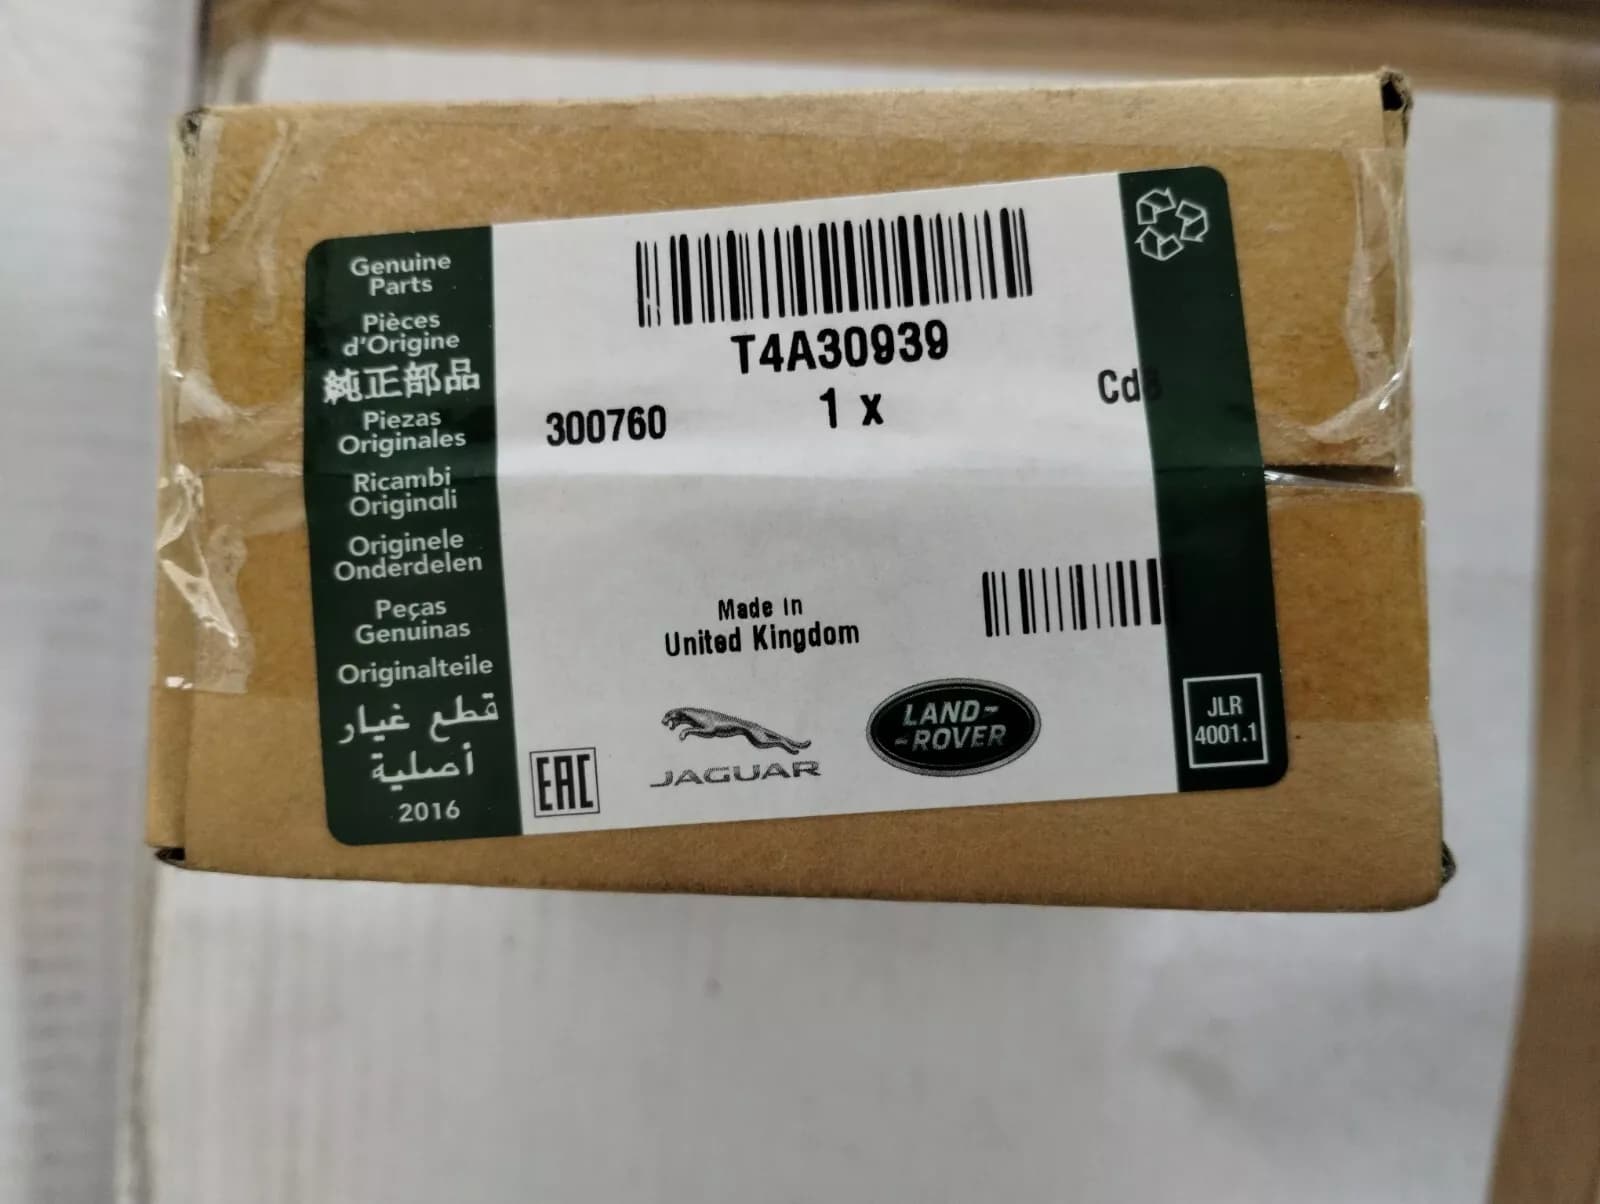 Genuine
Parts
Pièces
d'Origine
純正部品
Piezas
Originales
Ricambi
Originali
Originele
Onderdelen
Peças
Genuinas
Originalteile
قطع غيار
أصلية
2016
T4A30939
300760
1 x
CdB
Made in
United Kingdom
EAC
JAGUAR
LAND-
-ROVER
JLR
4001.1